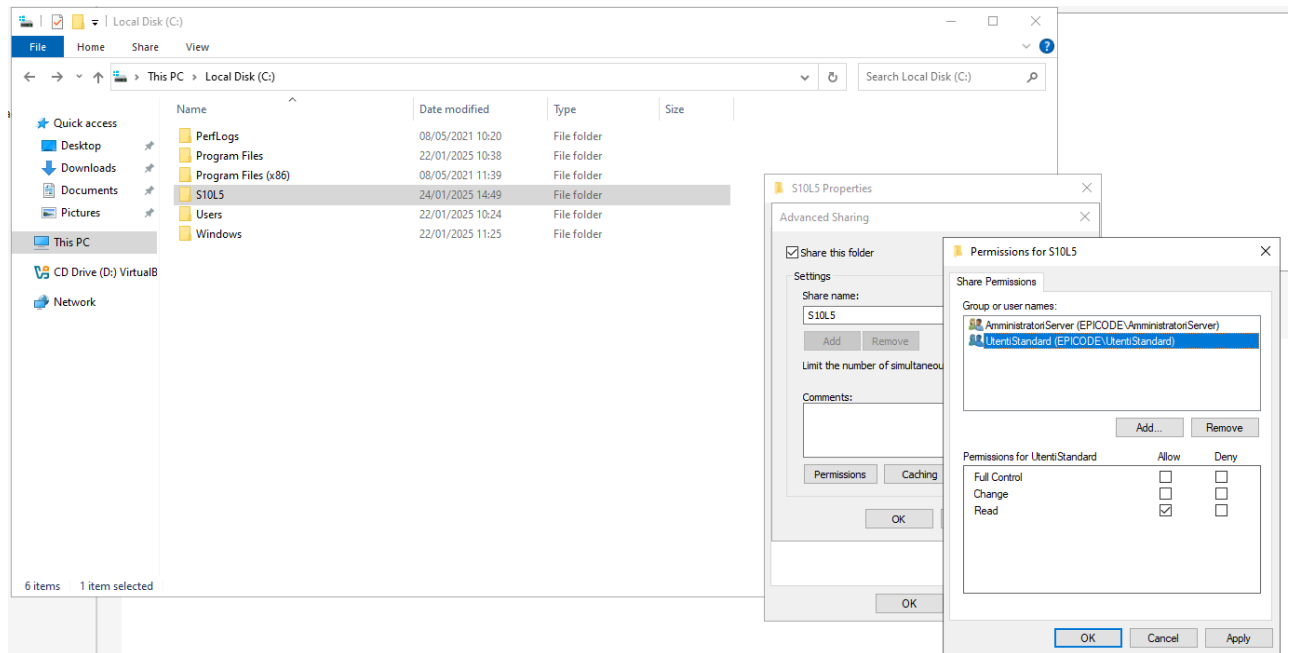 Local Disk (C:)
File Home Share View
This PC > Local Disk (C:)
Search Local Disk (C:)
Quick access
Desktop
Downloads
Documents
Pictures
This PC
CD Drive (D:) VirtualB
Network
Name Date modified Type Size
PerfLogs 08/05/2021 10:20 File folder
Program Files 22/01/2025 10:38 File folder
Program Files (x86) 08/05/2021 11:39 File folder
S10L5 24/01/2025 14:49 File folder
Users 22/01/2025 10:24 File folder
Windows 22/01/2025 11:25 File folder
6 items 1 item selected
S10L5 Properties
Advanced Sharing
Share this folder
Settings
Share name:
S10L5
Add Remove
Limit the number of simultaneou
Comments:
Permissions Caching
OK
OK
Permissions for S10L5
Share Permissions
Group or user names:
AmministratoriServer (EPICODE\AmministratoriServer)
UtentiStandard (EPICODE\UtentiStandard)
Add... Remove
Permissions for UtentiStandard Allow Deny
Full Control
Change
Read
OK Cancel Apply